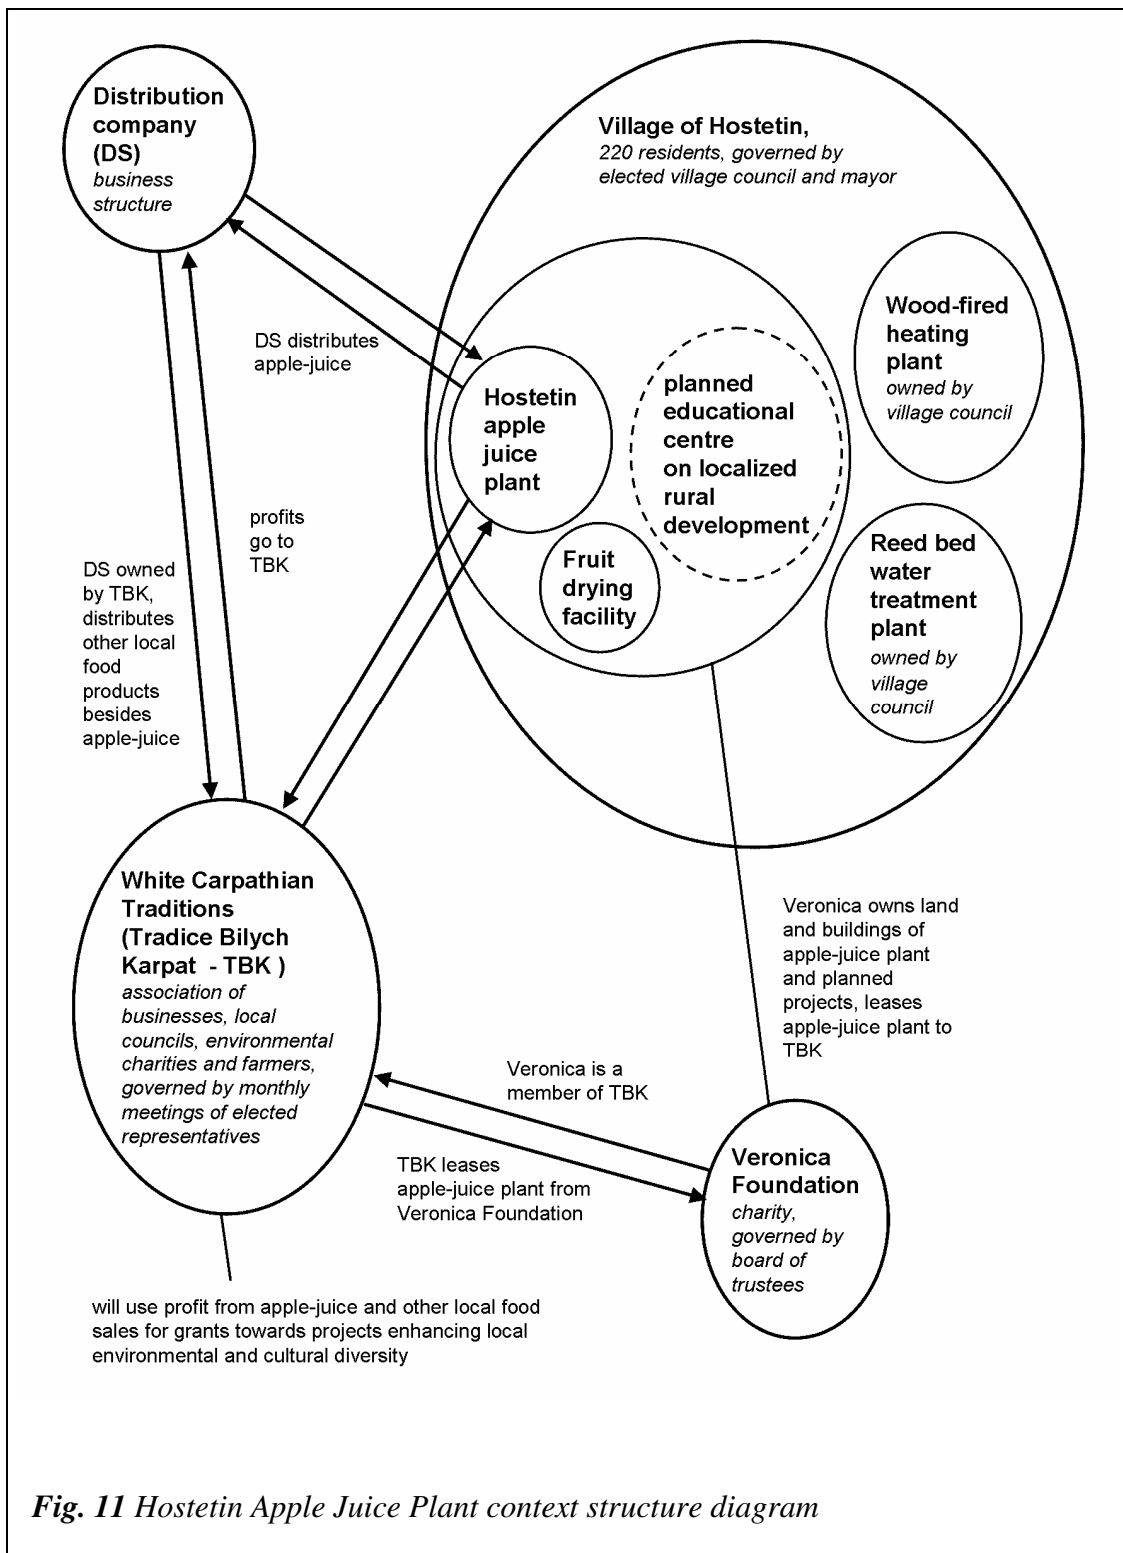 Distribution
company
(DS)
business
structure
Village of Hostetin,
220 residents, governed by
elected village council and mayor
Wood-fired
heating
plant
owned by
village council
DS distributes
apple-juice
Hostetin
apple
juice
plant
planned
educational
centre
on localized
rural
development
Fruit
drying
facility
Reed bed
water
treatment
plant
owned by
village
council
profits
go to
TBK
DS owned
by TBK,
distributes
other local
food
products
besides
apple-juice
White Carpathian
Traditions
(Tradice Bilych
Karpat - TBK )
association of
businesses, local
councils, environmental
charities and farmers,
governed by monthly
meetings of elected
representatives
Veronica owns land
and buildings of
apple-juice plant
and planned
projects, leases
apple-juice plant to
TBK
Veronica is a
member of TBK
TBK leases
apple-juice plant from
Veronica Foundation
Veronica
Foundation
charity,
governed by
board of
trustees
will use profit from apple-juice and other local food
sales for grants towards projects enhancing local
environmental and cultural diversity
Fig. 11 Hostetin Apple Juice Plant context structure diagram